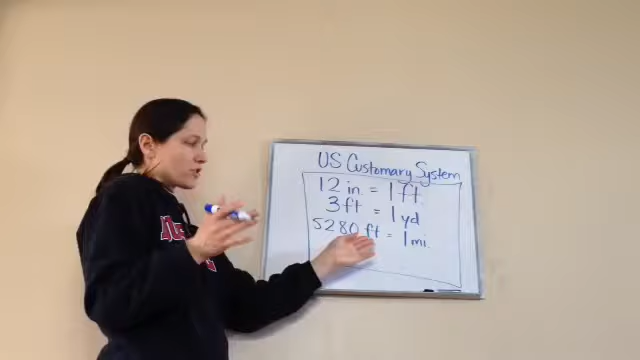 US Customary System
12 in. = 1 ft.
3 ft = 1 yd
5280 ft = 1 mi.